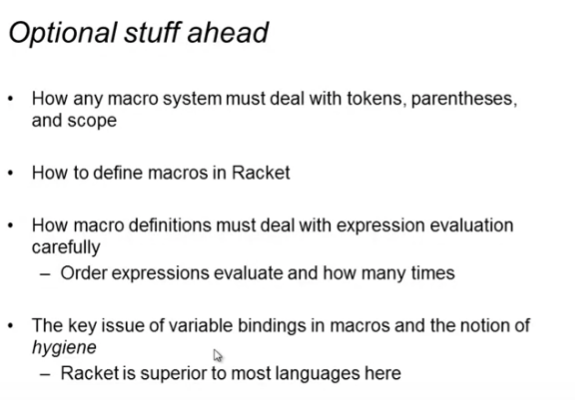 Optional stuff ahead
• How any macro system must deal with tokens, parentheses,
and scope
• How to define macros in Racket
• How macro definitions must deal with expression evaluation
carefully
– Order expressions evaluate and how many times
• The key issue of variable bindings in macros and the notion of
hygiene
– Racket is superior to most languages here